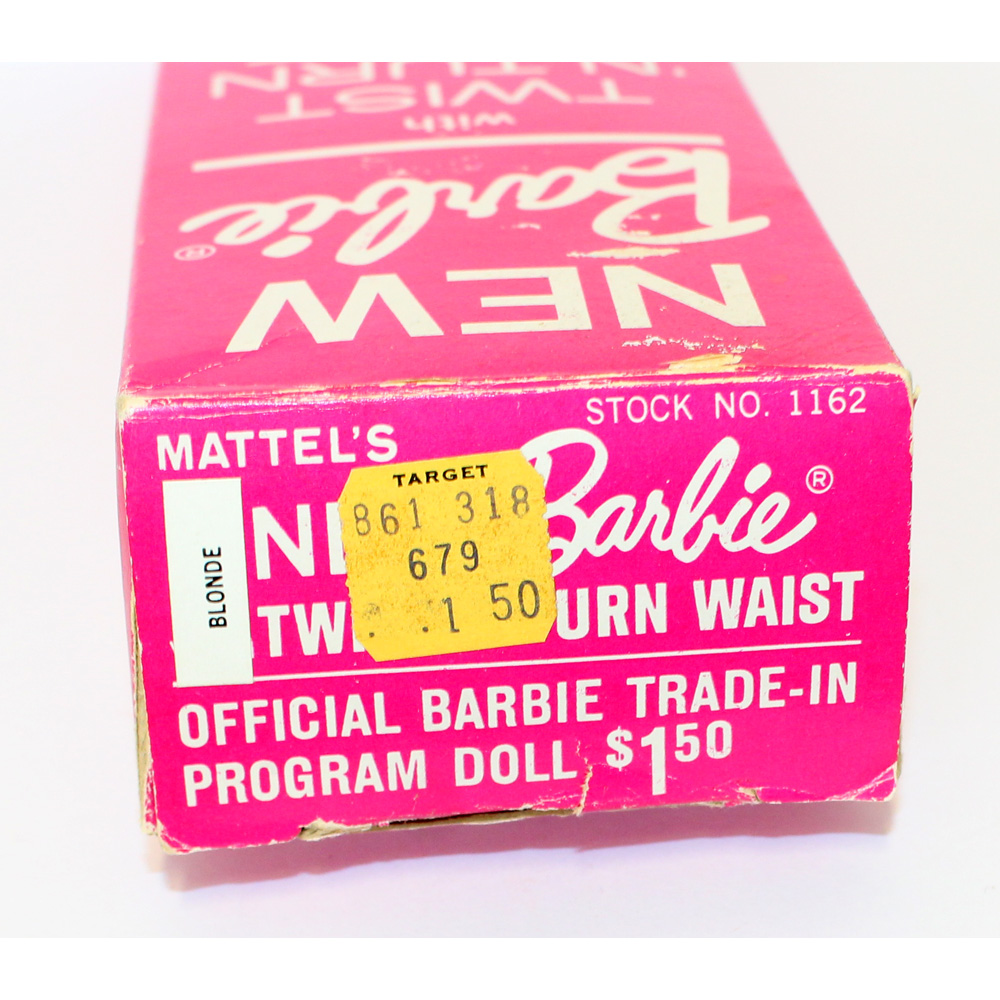 'N TURN
TWIST
with
Barbie®
NEW
STOCK NO. 1162
MATTEL'S
TARGET
861 318
679
. .1 50
BLONDE
Barbie®
URN WAIST
OFFICIAL BARBIE TRADE-IN
PROGRAM DOLL $1 50